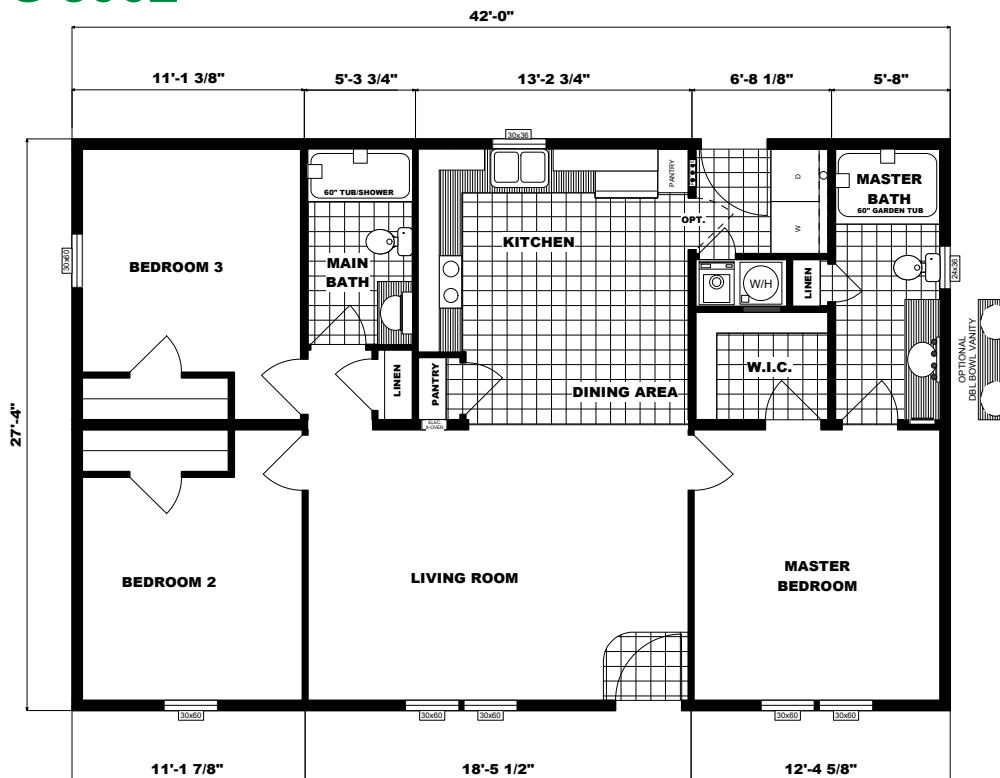 42'-0"
11'-1 3/8"
5'-3 3/4"
13'-2 3/4"
6'-8 1/8"
5'-8"
30x36
60" TUB/SHOWER
PANTRY
D
MASTER
BATH
60" GARDEN TUB
OPT.
W
KITCHEN
BEDROOM 3
30x60
MAIN
BATH
24x36
W/H
LINEN
OPTIONAL
DBL BOWL VANITY
W.I.C.
LINEN
PANTRY
DINING AREA
27'-4"
ELEC.
X-OVER
BEDROOM 2
LIVING ROOM
MASTER
BEDROOM
30x60
30x60
30x60
30x60
30x60
11'-1 7/8"
18'-5 1/2"
12'-4 5/8"